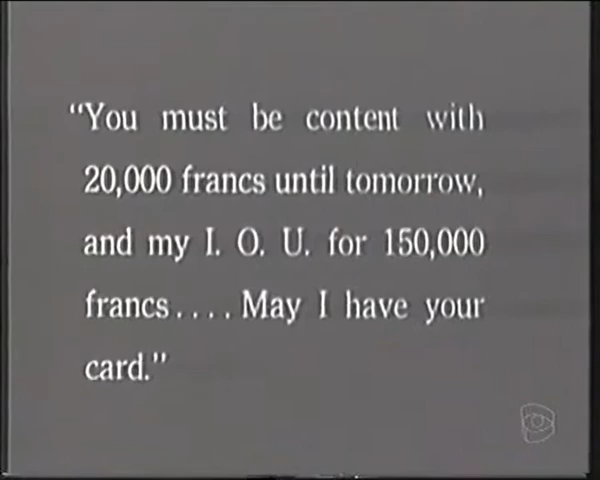 “You must be content with
20,000 francs until tomorrow,
and my I. O. U. for 150,000
francs.... May I have your
card.”